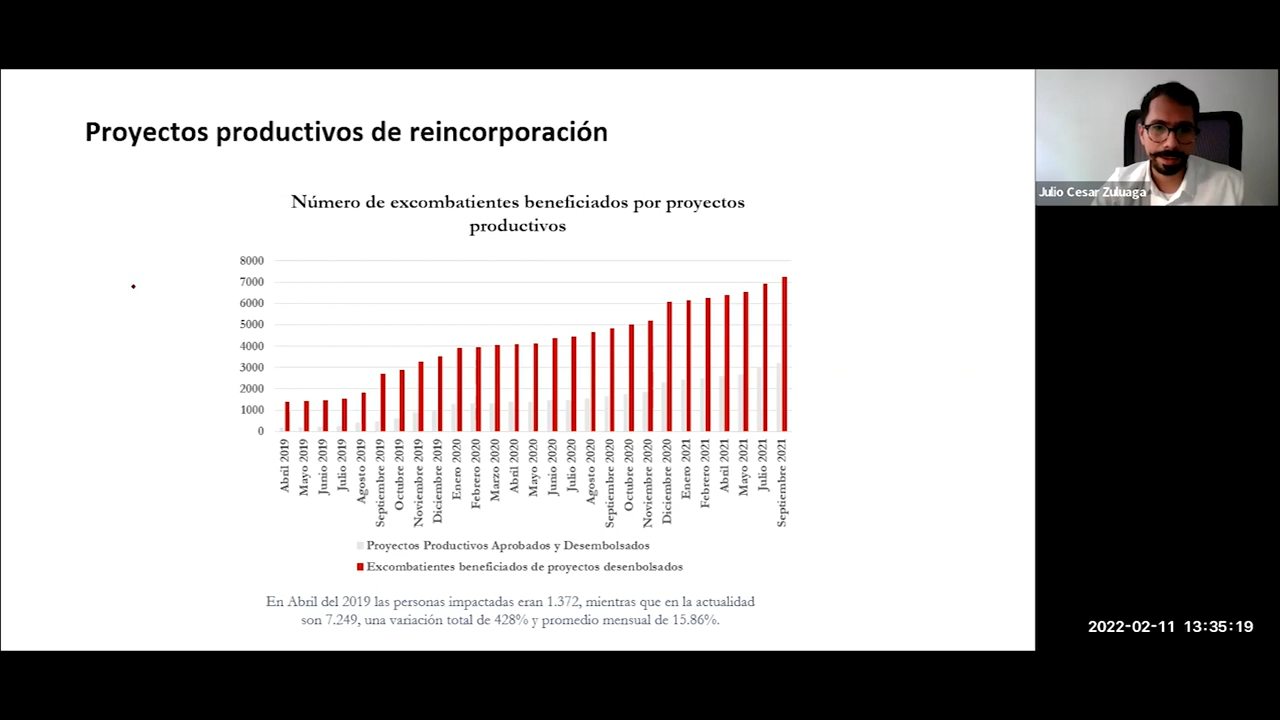 Proyectos productivos de reincorporación
Julio Cesar Zuluaga
Número de excombatientes beneficiados por proyectos
productivos
8000
7000
6000
5000
4000
3000
2000
1000
0
Abril 2019
Mayo 2019
Junio 2019
Julio 2019
Agosto 2019
Septiembre 2019
Octubre 2019
Noviembre 2019
Diciembre 2019
Enero 2020
Febrero 2020
Marzo 2020
Abril 2020
Mayo 2020
Junio 2020
Julio 2020
Agosto 2020
Septiembre 2020
Octubre 2020
Noviembre 2020
Diciembre 2020
Enero 2021
Febrero 2021
Abril 2021
Mayo 2021
Julio 2021
Septiembre 2021
Proyectos Productivos Aprobados y Desembolsados
Excombatientes beneficiados de proyectos desenbolsados
En Abril del 2019 las personas impactadas eran 1.372, mientras que en la actualidad
son 7.249, una variación total de 428% y promedio mensual de 15.86%.
2022-02-11 13:35:19